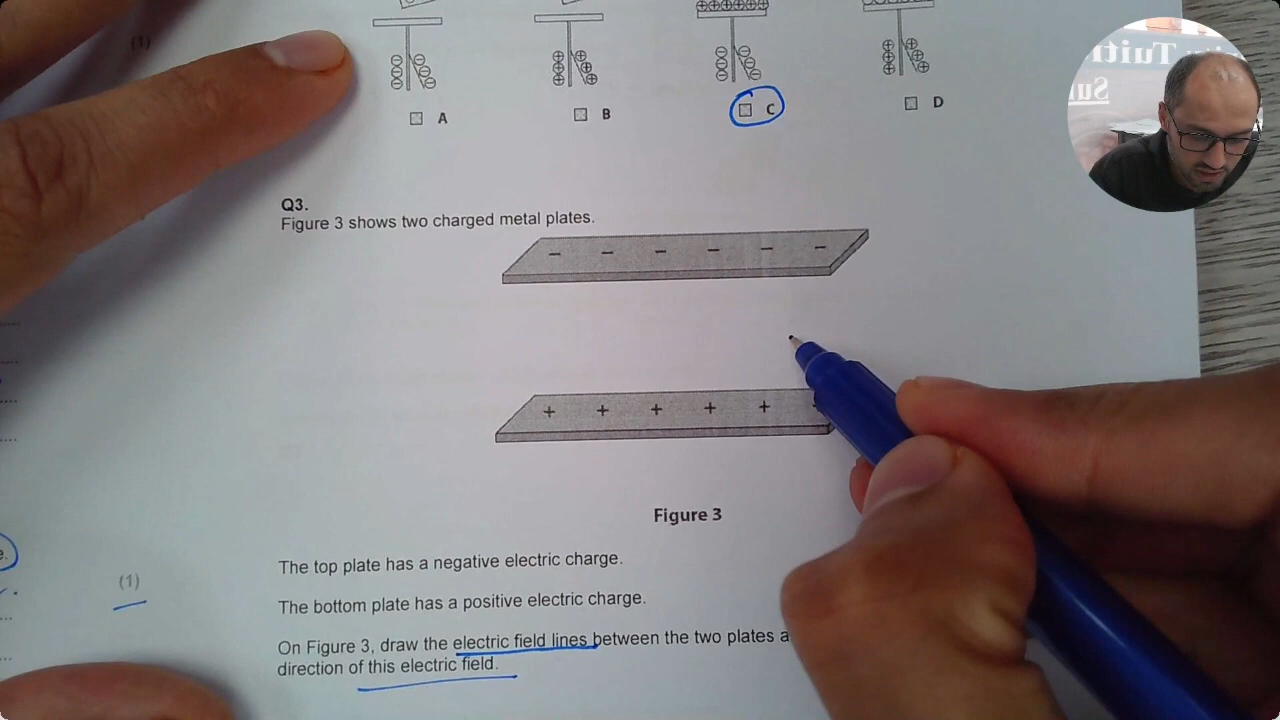 (1)
A B C D
Q3.
Figure 3 shows two charged metal plates.
− − − − − −
+ + + + +
Figure 3
The top plate has a negative electric charge.
(1)
The bottom plate has a positive electric charge.
On Figure 3, draw the electric field lines between the two plates a
direction of this electric field.